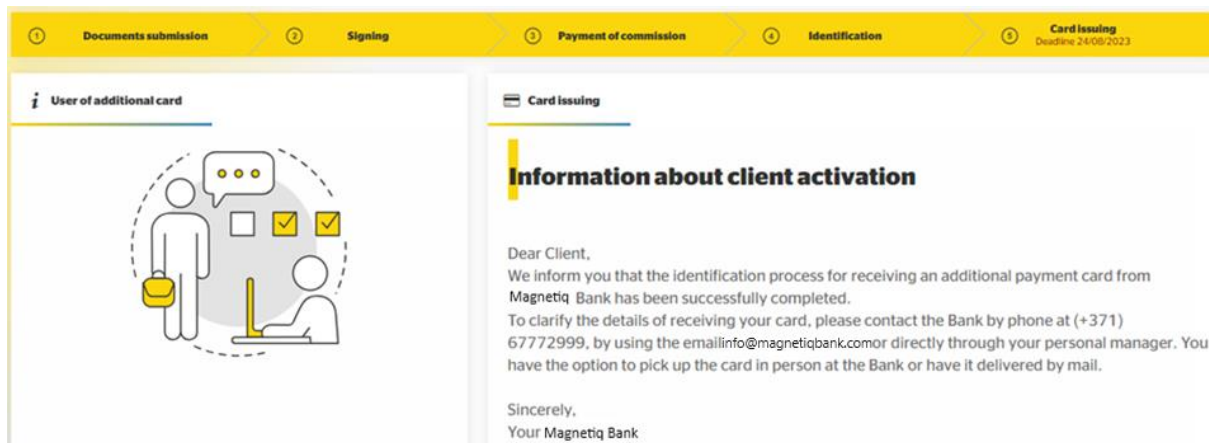 1 Documents submission
2 Signing
3 Payment of commission
4 Identification
5 Card issuing
Deadline 24/08/2023
i User of additional card
Card issuing
Information about client activation
Dear Client,
We inform you that the identification process for receiving an additional payment card from
Magnetiq Bank has been successfully completed.
To clarify the details of receiving your card, please contact the Bank by phone at (+371)
67772999, by using the emailinfo@magnetiqbank.comor directly through your personal manager. You
have the option to pick up the card in person at the Bank or have it delivered by mail.
Sincerely,
Your Magnetiq Bank